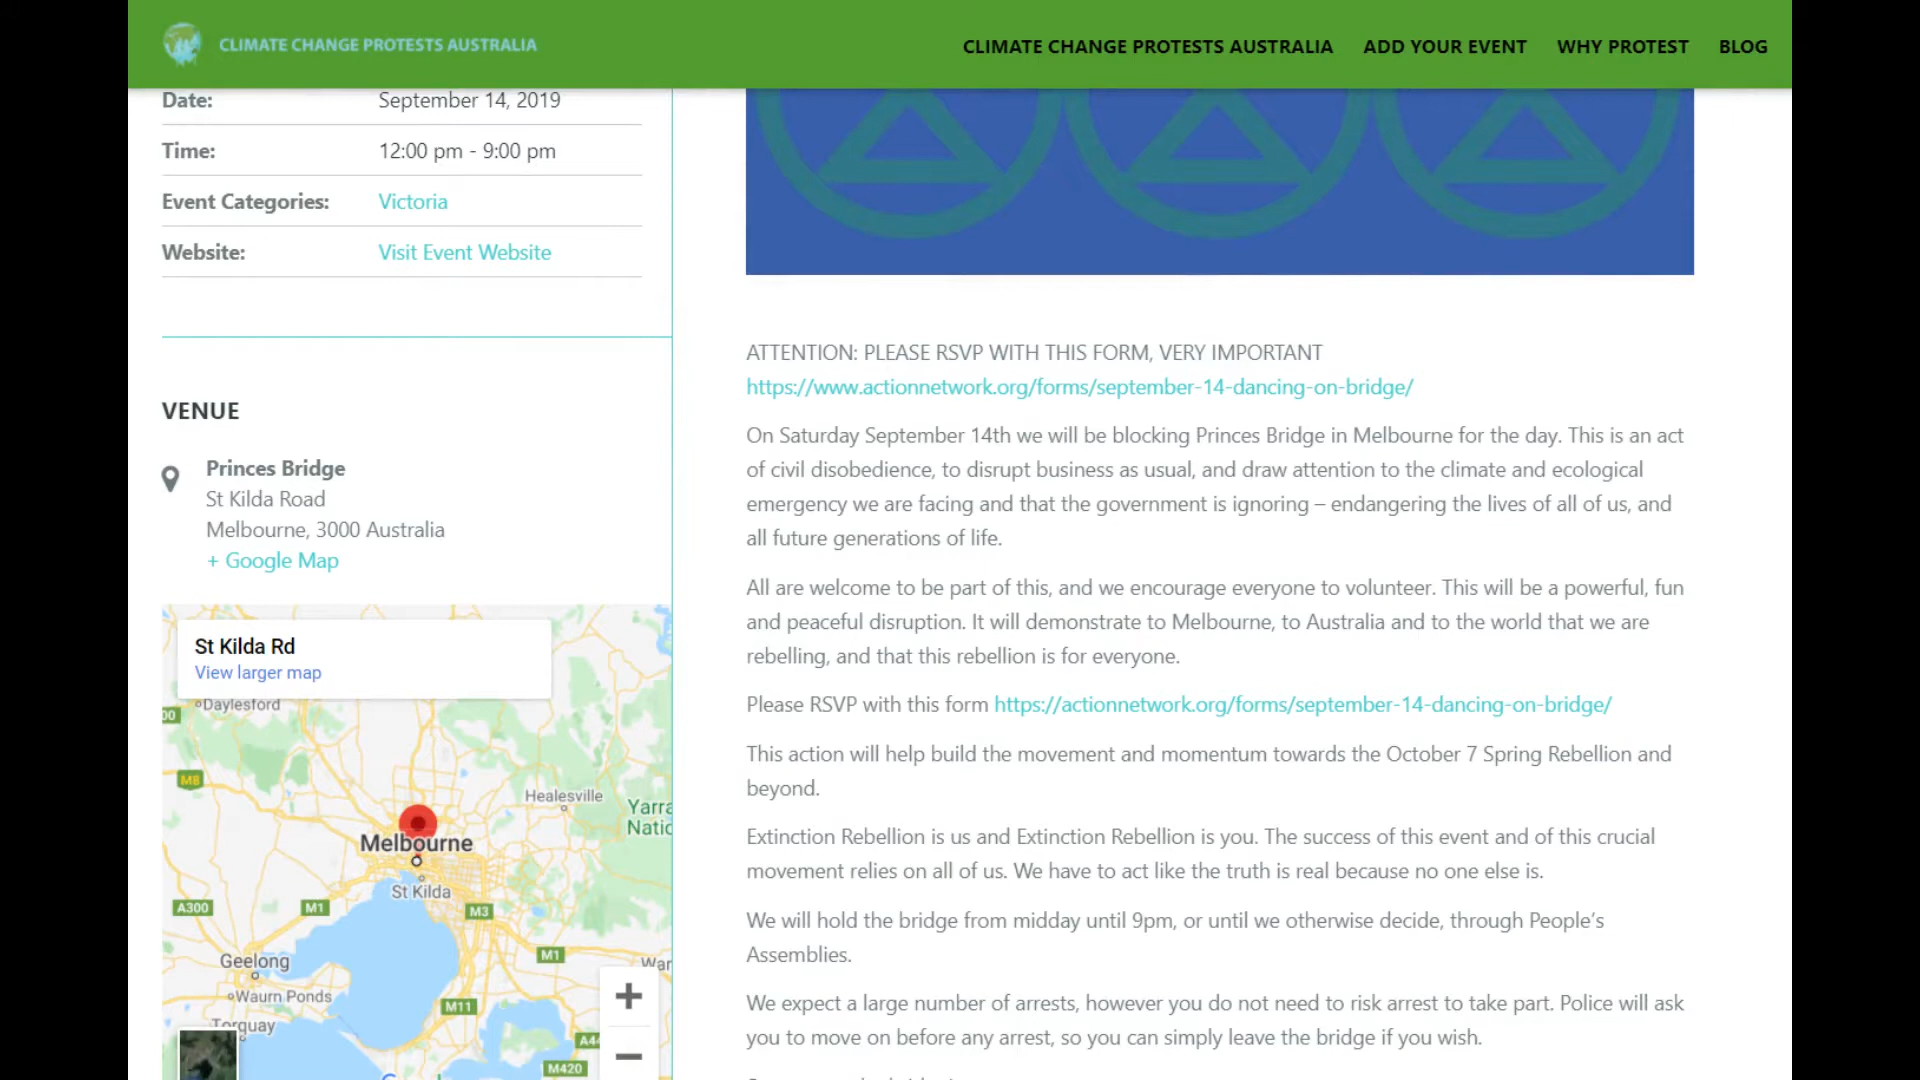 CLIMATE CHANGE PROTESTS AUSTRALIA
CLIMATE CHANGE PROTESTS AUSTRALIA ADD YOUR EVENT WHY PROTEST BLOG
Date: September 14, 2019
Time: 12:00 pm - 9:00 pm
Event Categories: Victoria
Website: Visit Event Website
VENUE
Princes Bridge
St Kilda Road
Melbourne, 3000 Australia
+ Google Map
St Kilda Rd
View larger map
Daylesford
M8
Healesville
Yarra
Melbourne
St Kilda
A300
M1
M3
M1
Geelong
Waurn Ponds
M11
Torquay
M420
ATTENTION: PLEASE RSVP WITH THIS FORM, VERY IMPORTANT
https://www.actionnetwork.org/forms/september-14-dancing-on-bridge/
On Saturday September 14th we will be blocking Princes Bridge in Melbourne for the day. This is an act
of civil disobedience, to disrupt business as usual, and draw attention to the climate and ecological
emergency we are facing and that the government is ignoring – endangering the lives of all of us, and
all future generations of life.
All are welcome to be part of this, and we encourage everyone to volunteer. This will be a powerful, fun
and peaceful disruption. It will demonstrate to Melbourne, to Australia and to the world that we are
rebelling, and that this rebellion is for everyone.
Please RSVP with this form https://actionnetwork.org/forms/september-14-dancing-on-bridge/
This action will help build the movement and momentum towards the October 7 Spring Rebellion and
beyond.
Extinction Rebellion is us and Extinction Rebellion is you. The success of this event and of this crucial
movement relies on all of us. We have to act like the truth is real because no one else is.
We will hold the bridge from midday until 9pm, or until we otherwise decide, through People’s
Assemblies.
We expect a large number of arrests, however you do not need to risk arrest to take part. Police will ask
you to move on before any arrest, so you can simply leave the bridge if you wish.